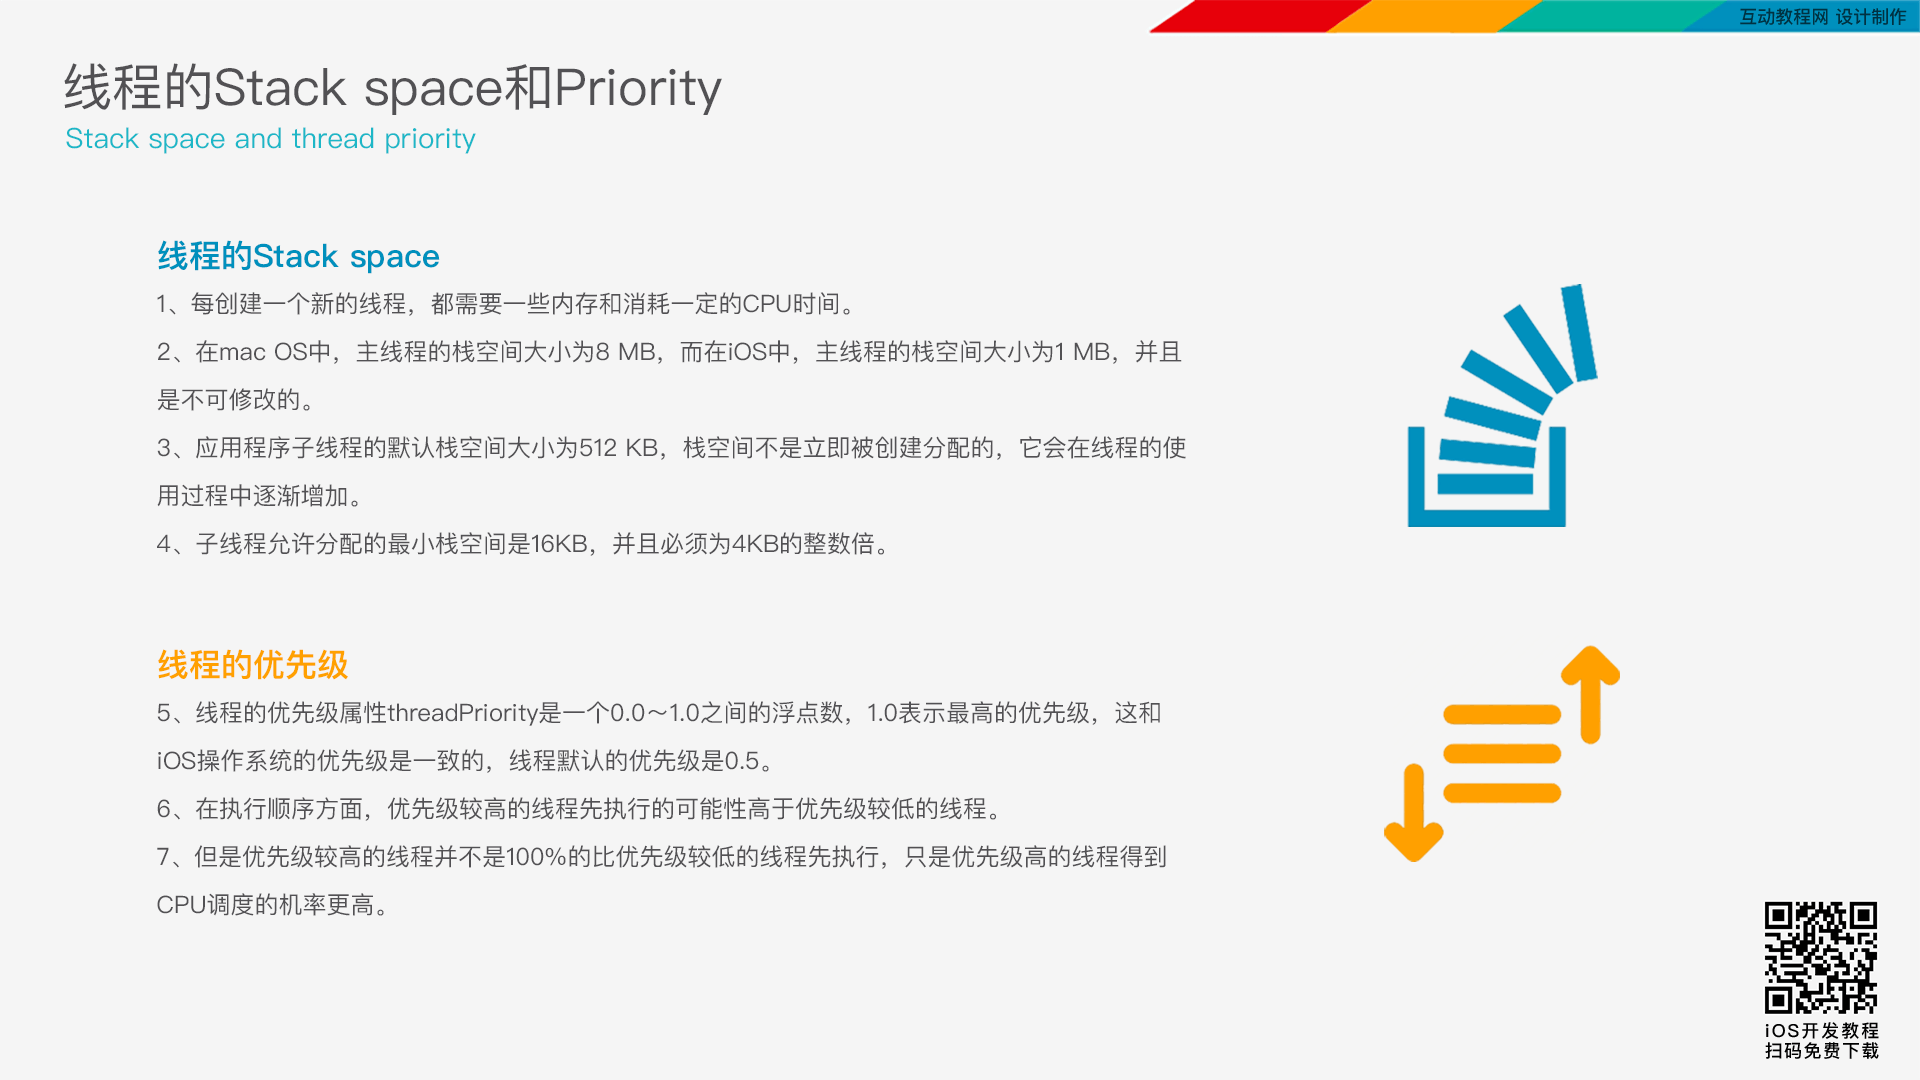 互动教程网 设计制作
线程的Stack space和Priority
Stack space and thread priority
线程的Stack space
1、每创建一个新的线程，都需要一些内存和消耗一定的CPU时间。
2、在mac OS中，主线程的栈空间大小为8 MB，而在iOS中，主线程的栈空间大小为1 MB，并且
是不可修改的。
3、应用程序子线程的默认栈空间大小为512 KB，栈空间不是立即被创建分配的，它会在线程的使
用过程中逐渐增加。
4、子线程允许分配的最小栈空间是16KB，并且必须为4KB的整数倍。
线程的优先级
5、线程的优先级属性threadPriority是一个0.0～1.0之间的浮点数，1.0表示最高的优先级，这和
iOS操作系统的优先级是一致的，线程默认的优先级是0.5。
6、在执行顺序方面，优先级较高的线程先执行的可能性高于优先级较低的线程。
7、但是优先级较高的线程并不是100%的比优先级较低的线程先执行，只是优先级高的线程得到
CPU调度的机率更高。
iOS开发教程
扫码免费下载